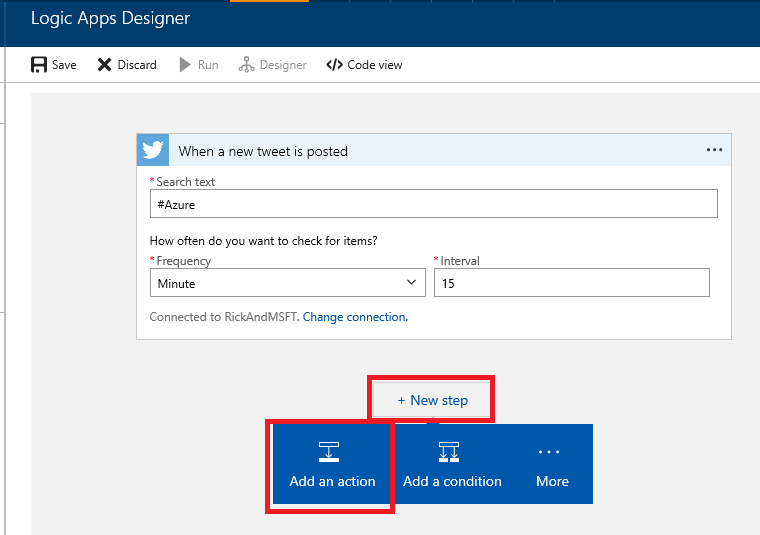 Logic Apps Designer
Save Discard Run Designer </> Code view
When a new tweet is posted ...
*Search text
#Azure
How often do you want to check for items?
*Frequency *Interval
Minute 15
Connected to RickAndMSFT. Change connection.
+ New step
Add an action Add a condition More